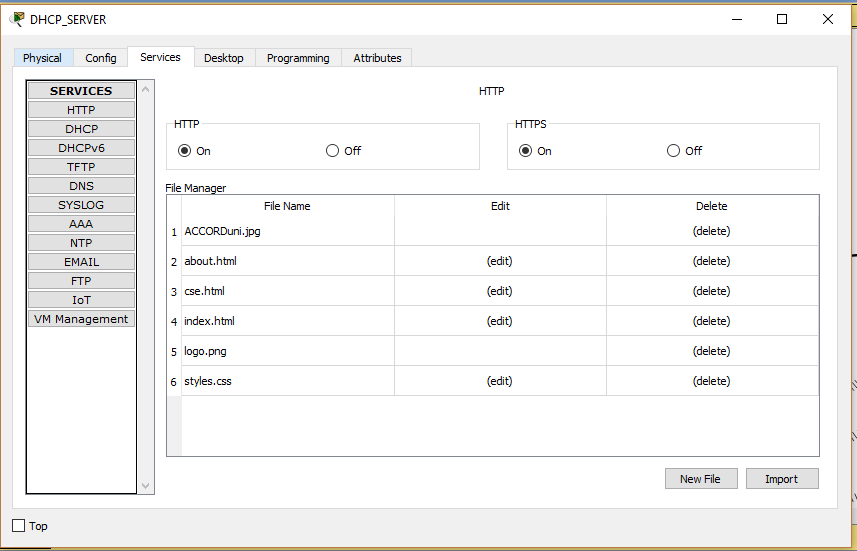 DHCP_SERVER
Physical Config Services Desktop Programming Attributes
SERVICES
HTTP
DHCP
DHCPv6
TFTP
DNS
SYSLOG
AAA
NTP
EMAIL
FTP
IoT
VM Management
HTTP
HTTP
On Off
HTTPS
On Off
File Manager
File Name Edit Delete
1 ACCORDuni.jpg (delete)
2 about.html (edit) (delete)
3 cse.html (edit) (delete)
4 index.html (edit) (delete)
5 logo.png (delete)
6 styles.css (edit) (delete)
New File Import
Top